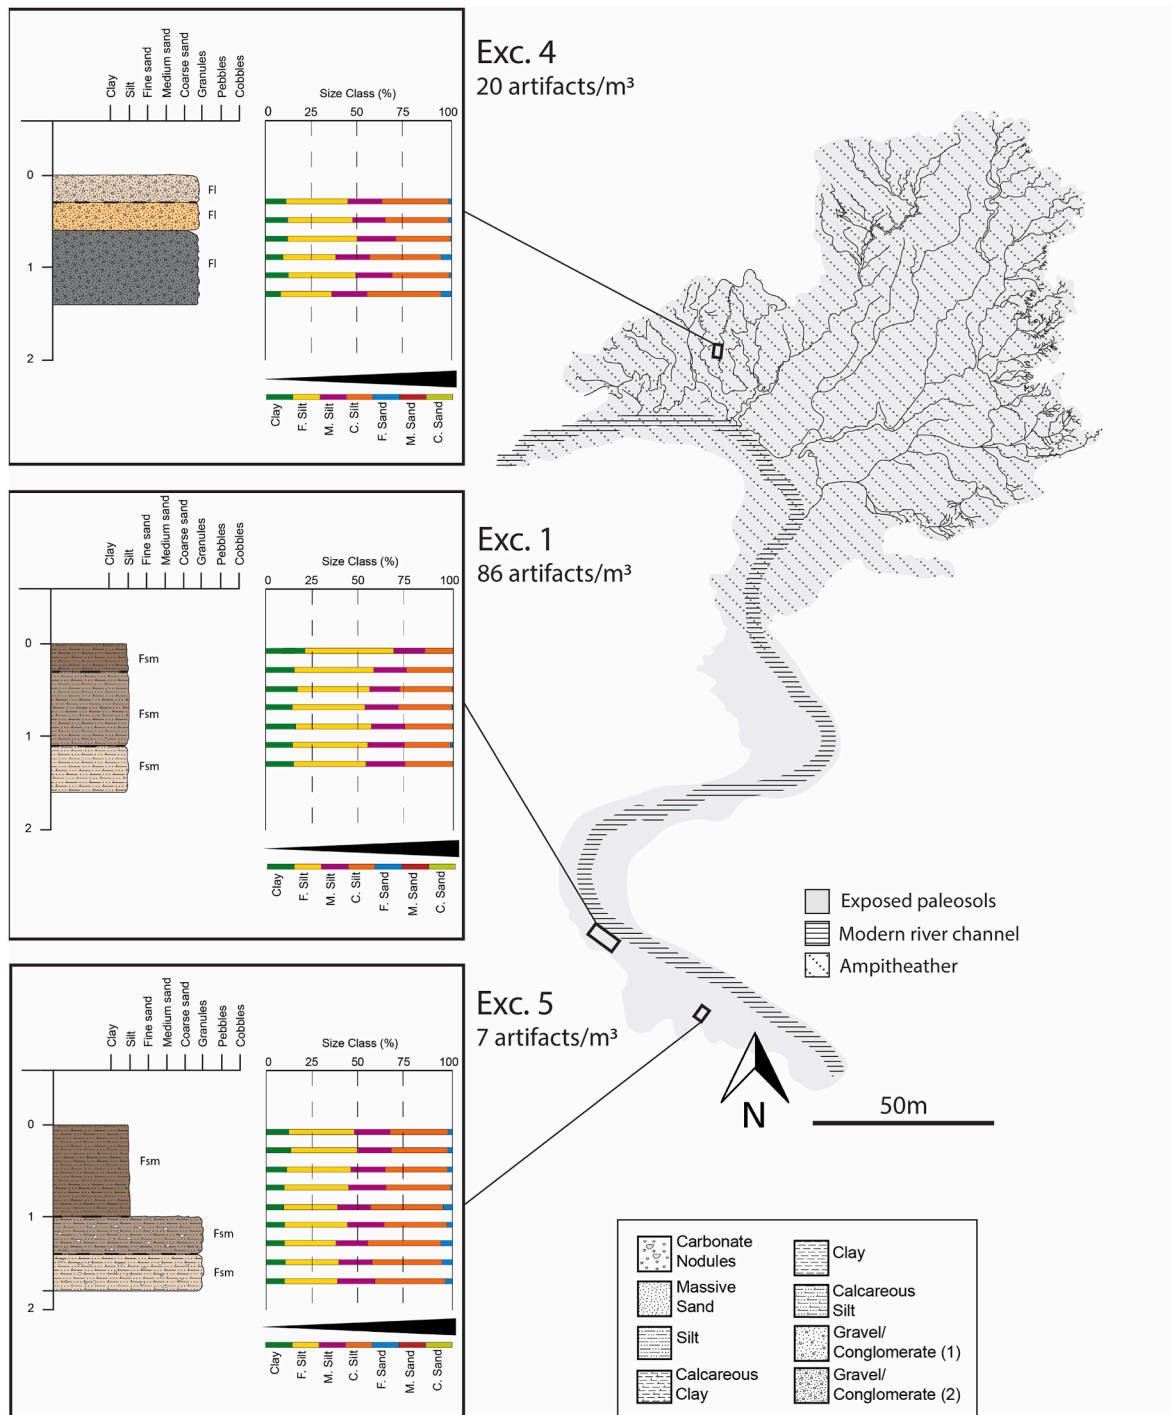 Clay
Silt
Fine sand
Medium sand
Coarse sand
Granules
Pebbles
Cobbles
Size Class (%)
0 25 50 75 100
0
1
2
Fl
Fl
Fl
Clay
F. Silt
M. Silt
C. Silt
F. Sand
M. Sand
C. Sand
Exc. 4
20 artifacts/m³
Clay
Silt
Fine sand
Medium sand
Coarse sand
Granules
Pebbles
Cobbles
Size Class (%)
0 25 50 75 100
0
1
2
Fsm
Fsm
Fsm
Clay
F. Silt
M. Silt
C. Silt
F. Sand
M. Sand
C. Sand
Exc. 1
86 artifacts/m³
Exposed paleosols
Modern river channel
Ampitheather
Clay
Silt
Fine sand
Medium sand
Coarse sand
Granules
Pebbles
Cobbles
Size Class (%)
0 25 50 75 100
0
1
2
Fsm
Fsm
Fsm
Clay
F. Silt
M. Silt
C. Silt
F. Sand
M. Sand
C. Sand
Exc. 5
7 artifacts/m³
N
50m
Carbonate
Nodules
Massive
Sand
Silt
Calcareous
Clay
Clay
Calcareous
Silt
Gravel/
Conglomerate (1)
Gravel/
Conglomerate (2)